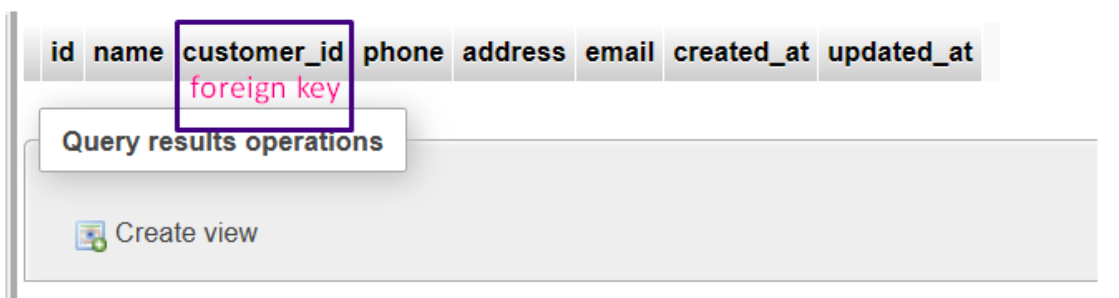 id name customer_id phone address email created_at updated_at
foreign key
Query results operations
Create view